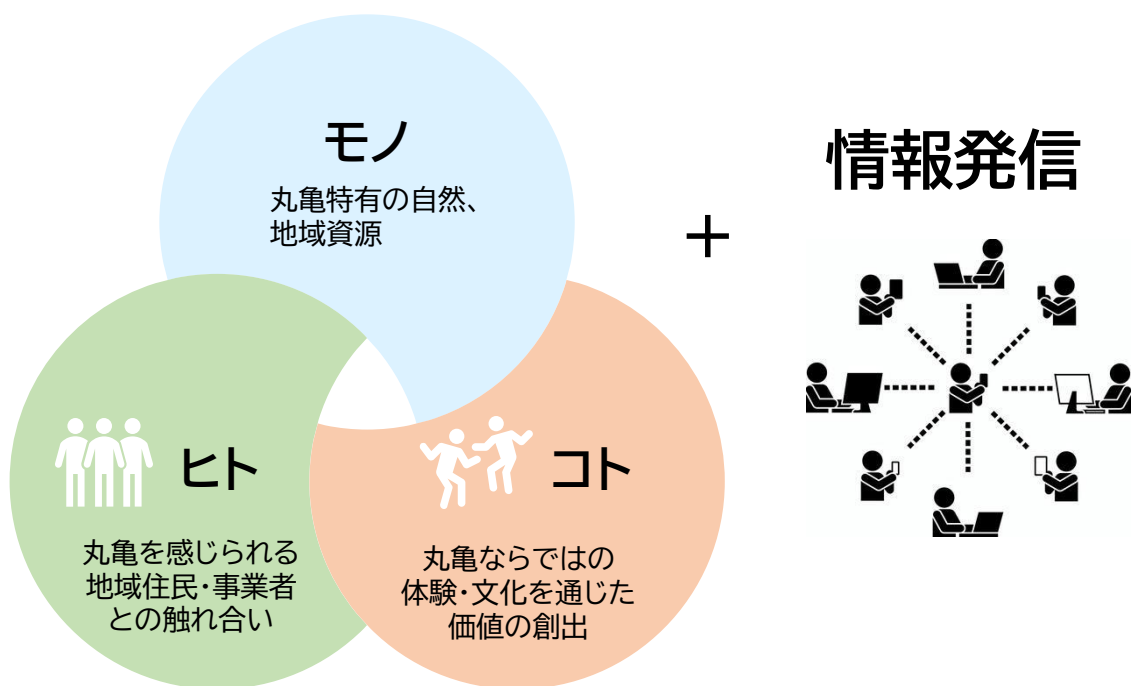 モノ
丸亀特有の自然、
地域資源
+
情報発信
ヒト
丸亀を感じられる
地域住民・事業者
との触れ合い
コト
丸亀ならではの
体験・文化を通じた
価値の創出